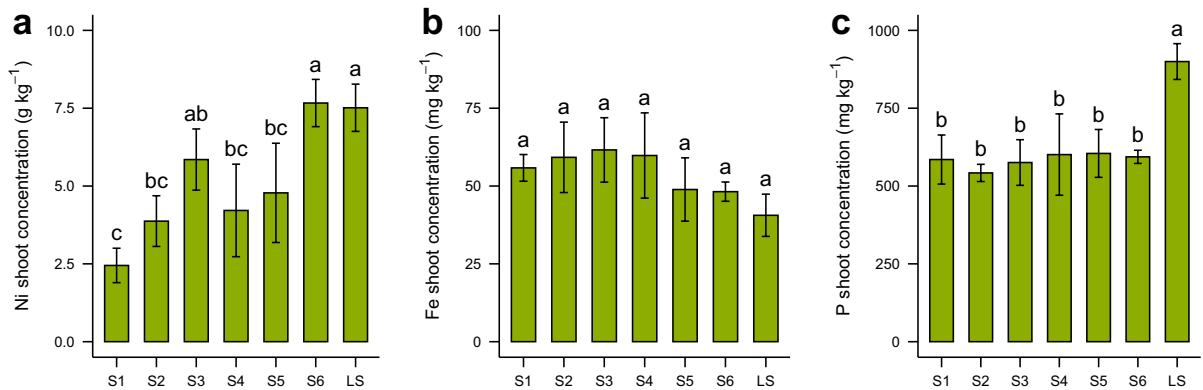 a
Ni shoot concentration (g kg⁻¹)
10.0
7.5
5.0
2.5
0.0
c
bc
ab
bc
bc
a
a
S1 S2 S3 S4 S5 S6 LS
b
Fe shoot concentration (mg kg⁻¹)
100
75
50
25
0
a
a
a
a
a
a
a
S1 S2 S3 S4 S5 S6 LS
c
P shoot concentration (mg kg⁻¹)
1000
750
500
250
0
b
b
b
b
b
b
a
S1 S2 S3 S4 S5 S6 LS